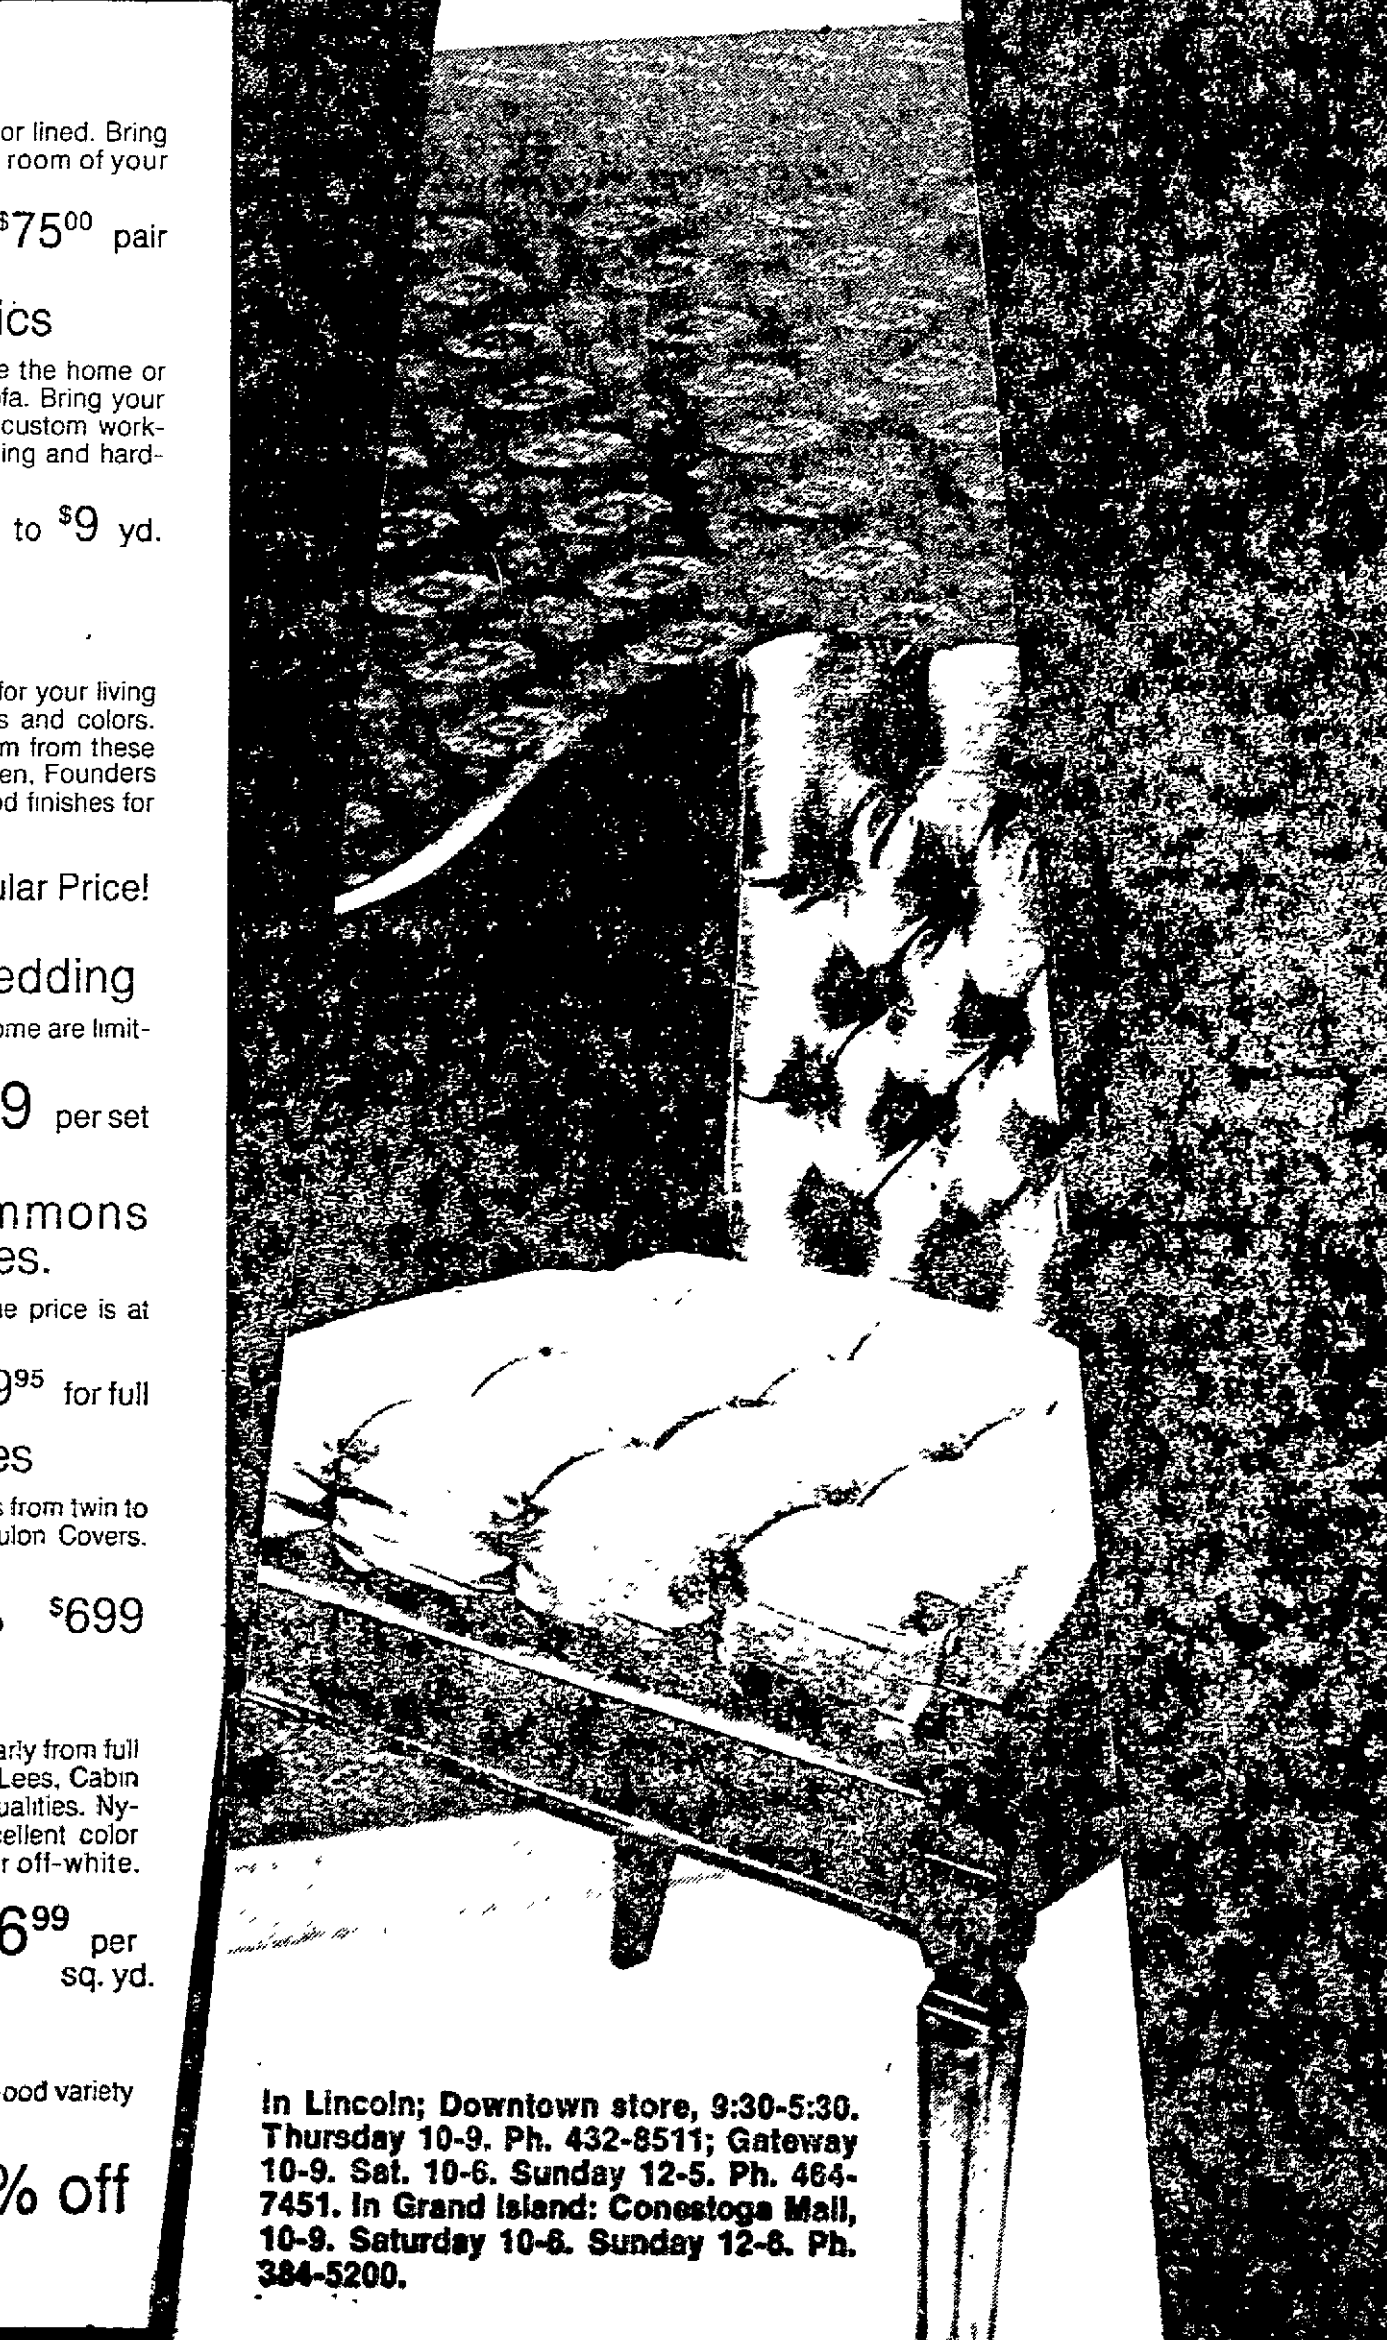 or lined. Bring
room of your
$75⁰⁰ pair
ics
e the home or
fa. Bring your
custom work-
ing and hard-
to $9 yd.
for your living
s and colors.
m from these
en, Founders
od finishes for
ular Price!
edding
ome are limit-
9 per set
mmons
es.
ne price is at
9⁹⁵ for full
es
s from twin to
ulon Covers.
$699
arly from full
Lees, Cabin
ualities. Ny-
cellent color
r off-white.
6⁹⁹ per
sq. yd.
ood variety
% off
In Lincoln; Downtown store, 9:30-5:30.
Thursday 10-9. Ph. 432-8511; Gateway
10-9. Sat. 10-6. Sunday 12-5. Ph. 464-
7451. In Grand Island: Conestoga Mall,
10-9. Saturday 10-6. Sunday 12-6. Ph.
384-5200.